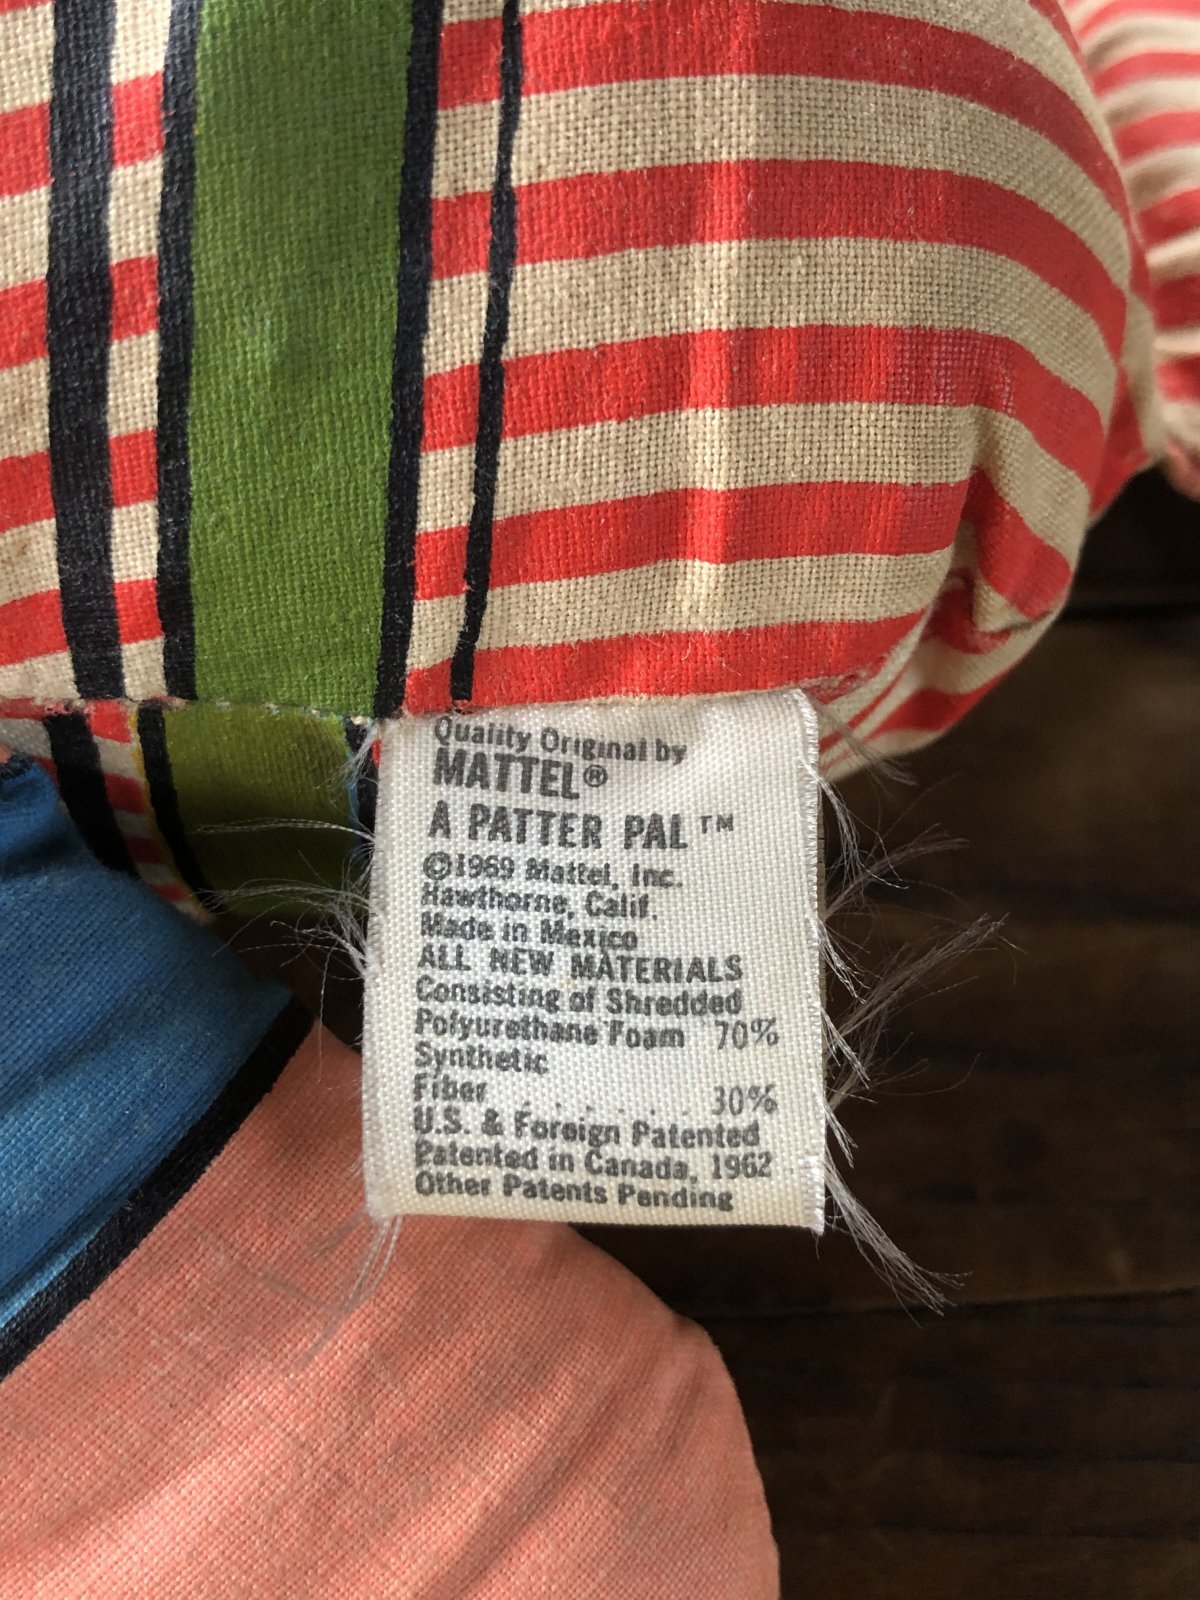 Quality Original by
MATTEL®
A PATTER PAL™
©1969 Mattel, Inc.
Hawthorne, Calif.
Made in Mexico
ALL NEW MATERIALS
Consisting of Shredded
Polyurethane Foam 70%
Synthetic
Fiber . . . . . . . 30%
U.S. & Foreign Patented
Patented in Canada, 1962
Other Patents Pending